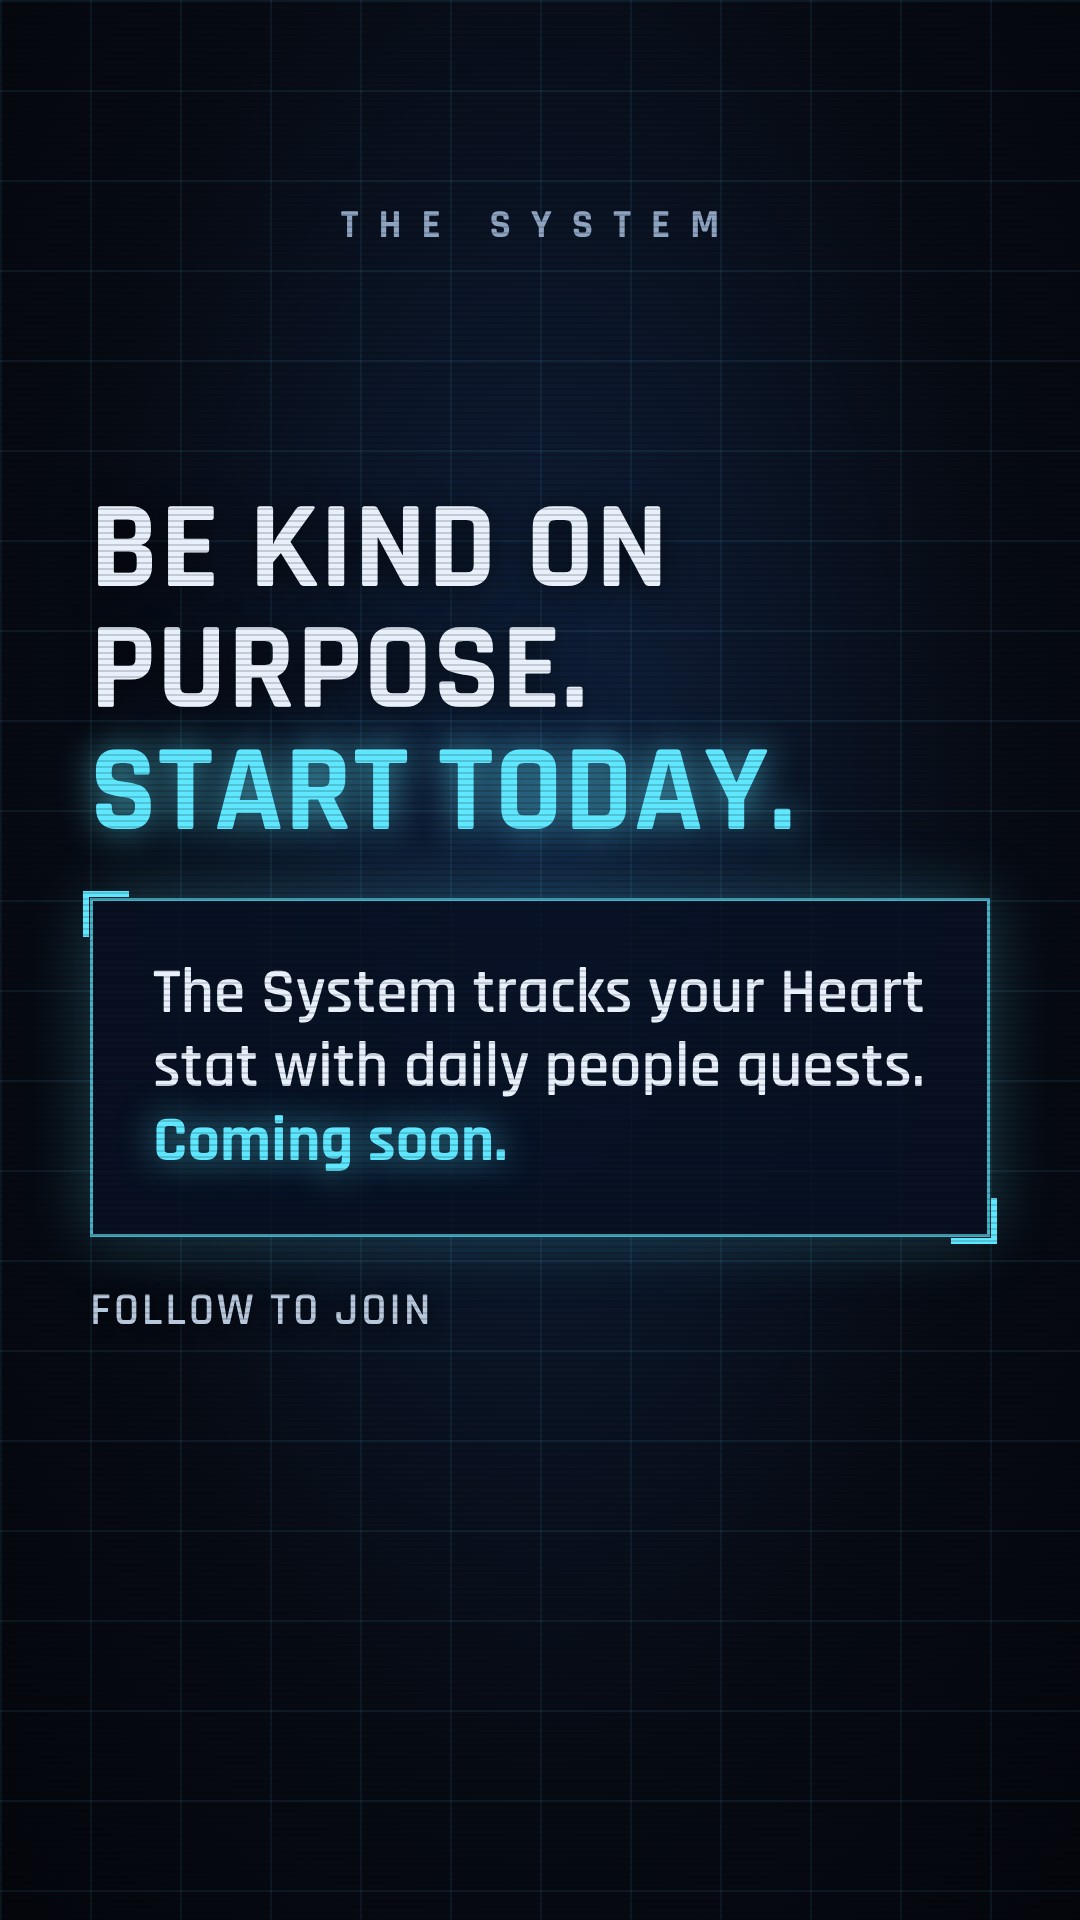 THE SYSTEM
BE KIND ON
PURPOSE.
START TODAY.
The System tracks your Heart
stat with daily people quests.
Coming soon.
FOLLOW TO JOIN